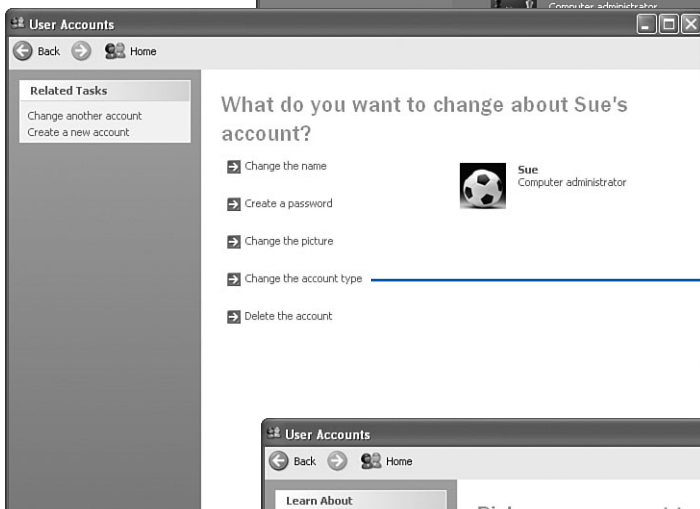 Computer administrator
User Accounts
Back Home
Related Tasks
Change another account
Create a new account
What do you want to change about Sue's
account?
Change the name
Create a password
Change the picture
Change the account type
Delete the account
Sue
Computer administrator
User Accounts
Back Home
Learn About